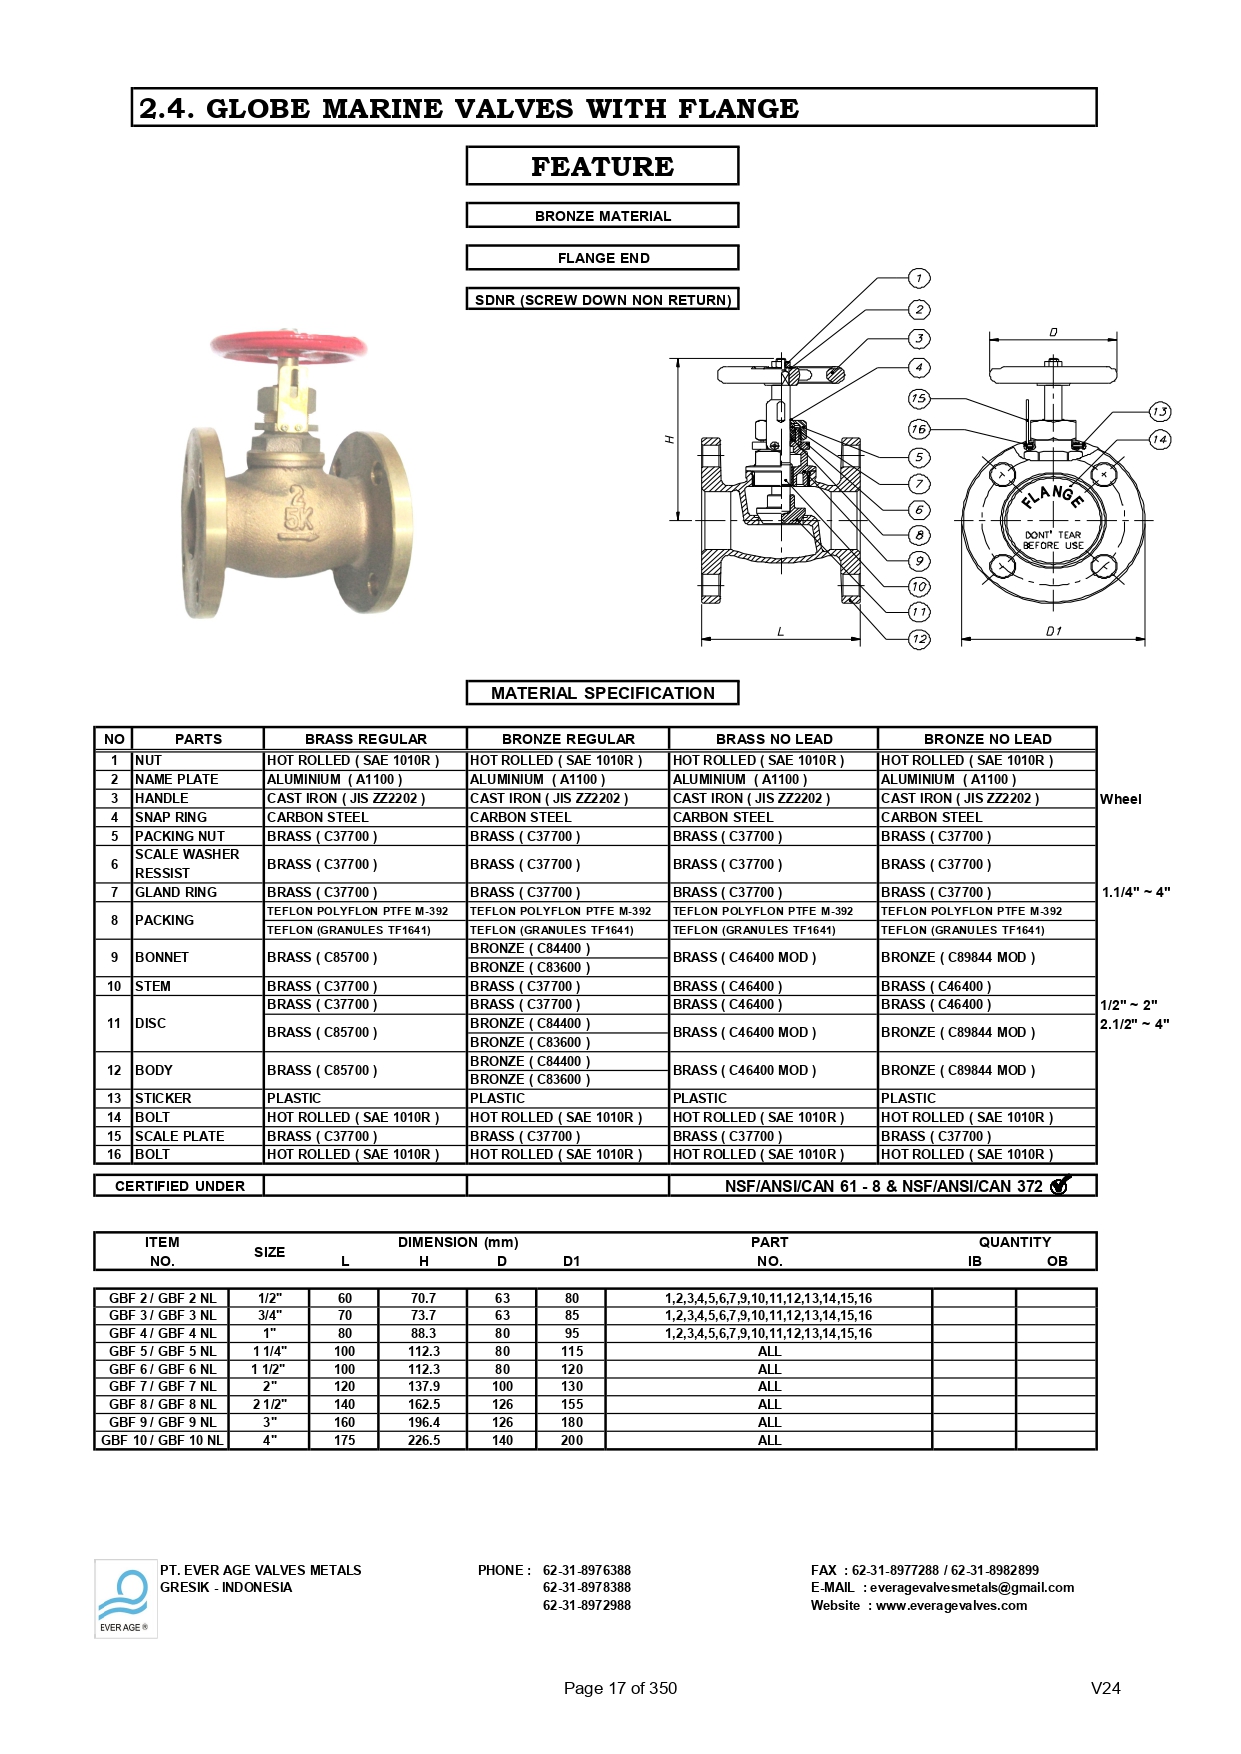 2.4. GLOBE MARINE VALVES WITH FLANGE
FEATURE
BRONZE MATERIAL
FLANGE END
SDNR (SCREW DOWN NON RETURN)
2
5K
1
2
3
4
15
16
5
7
6
8
9
10
11
12
13
14
H
L
D
D1
FLANGE
DONT' TEAR
BEFORE USE
MATERIAL SPECIFICATION
NO PARTS BRASS REGULAR BRONZE REGULAR BRASS NO LEAD BRONZE NO LEAD
1 NUT HOT ROLLED ( SAE 1010R ) HOT ROLLED ( SAE 1010R ) HOT ROLLED ( SAE 1010R ) HOT ROLLED ( SAE 1010R )
2 NAME PLATE ALUMINIUM ( A1100 ) ALUMINIUM ( A1100 ) ALUMINIUM ( A1100 ) ALUMINIUM ( A1100 )
3 HANDLE CAST IRON ( JIS ZZ2202 ) CAST IRON ( JIS ZZ2202 ) CAST IRON ( JIS ZZ2202 ) CAST IRON ( JIS ZZ2202 ) Wheel
4 SNAP RING CARBON STEEL CARBON STEEL CARBON STEEL CARBON STEEL
5 PACKING NUT BRASS ( C37700 ) BRASS ( C37700 ) BRASS ( C37700 ) BRASS ( C37700 )
6 SCALE WASHER RESSIST BRASS ( C37700 ) BRASS ( C37700 ) BRASS ( C37700 ) BRASS ( C37700 )
7 GLAND RING BRASS ( C37700 ) BRASS ( C37700 ) BRASS ( C37700 ) BRASS ( C37700 ) 1.1/4" ~ 4"
8 PACKING TEFLON POLYFLON PTFE M-392 TEFLON POLYFLON PTFE M-392 TEFLON POLYFLON PTFE M-392 TEFLON POLYFLON PTFE M-392
TEFLON (GRANULES TF1641) TEFLON (GRANULES TF1641) TEFLON (GRANULES TF1641) TEFLON (GRANULES TF1641)
9 BONNET BRASS ( C85700 ) BRONZE ( C84400 ) BRASS ( C46400 MOD ) BRONZE ( C89844 MOD )
BRONZE ( C83600 )
10 STEM BRASS ( C37700 ) BRASS ( C37700 ) BRASS ( C46400 ) BRASS ( C46400 )
11 DISC BRASS ( C37700 ) BRASS ( C37700 ) BRASS ( C46400 ) BRASS ( C46400 ) 1/2" ~ 2"
BRASS ( C85700 ) BRONZE ( C84400 ) BRASS ( C46400 MOD ) BRONZE ( C89844 MOD ) 2.1/2" ~ 4"
BRONZE ( C83600 )
12 BODY BRASS ( C85700 ) BRONZE ( C84400 ) BRASS ( C46400 MOD ) BRONZE ( C89844 MOD )
BRONZE ( C83600 )
13 STICKER PLASTIC PLASTIC PLASTIC PLASTIC
14 BOLT HOT ROLLED ( SAE 1010R ) HOT ROLLED ( SAE 1010R ) HOT ROLLED ( SAE 1010R ) HOT ROLLED ( SAE 1010R )
15 SCALE PLATE BRASS ( C37700 ) BRASS ( C37700 ) BRASS ( C37700 ) BRASS ( C37700 )
16 BOLT HOT ROLLED ( SAE 1010R ) HOT ROLLED ( SAE 1010R ) HOT ROLLED ( SAE 1010R ) HOT ROLLED ( SAE 1010R )
CERTIFIED UNDER NSF/ANSI/CAN 61 - 8 & NSF/ANSI/CAN 372
ITEM SIZE DIMENSION (mm) PART QUANTITY
NO. L H D D1 NO. IB OB
GBF 2 / GBF 2 NL 1/2" 60 70.7 63 80 1,2,3,4,5,6,7,9,10,11,12,13,14,15,16
GBF 3 / GBF 3 NL 3/4" 70 73.7 63 85 1,2,3,4,5,6,7,9,10,11,12,13,14,15,16
GBF 4 / GBF 4 NL 1" 80 88.3 80 95 1,2,3,4,5,6,7,9,10,11,12,13,14,15,16
GBF 5 / GBF 5 NL 1 1/4" 100 112.3 80 115 ALL
GBF 6 / GBF 6 NL 1 1/2" 100 112.3 80 120 ALL
GBF 7 / GBF 7 NL 2" 120 137.9 100 130 ALL
GBF 8 / GBF 8 NL 2 1/2" 140 162.5 126 155 ALL
GBF 9 / GBF 9 NL 3" 160 196.4 126 180 ALL
GBF 10 / GBF 10 NL 4" 175 226.5 140 200 ALL
EVER AGE ®
PT. EVER AGE VALVES METALS PHONE : 62-31-8976388 FAX : 62-31-8977288 / 62-31-8982899
GRESIK - INDONESIA 62-31-8978388 E-MAIL : everagevalvesmetals@gmail.com
62-31-8972988 Website : www.everagevalves.com
Page 17 of 350 V24